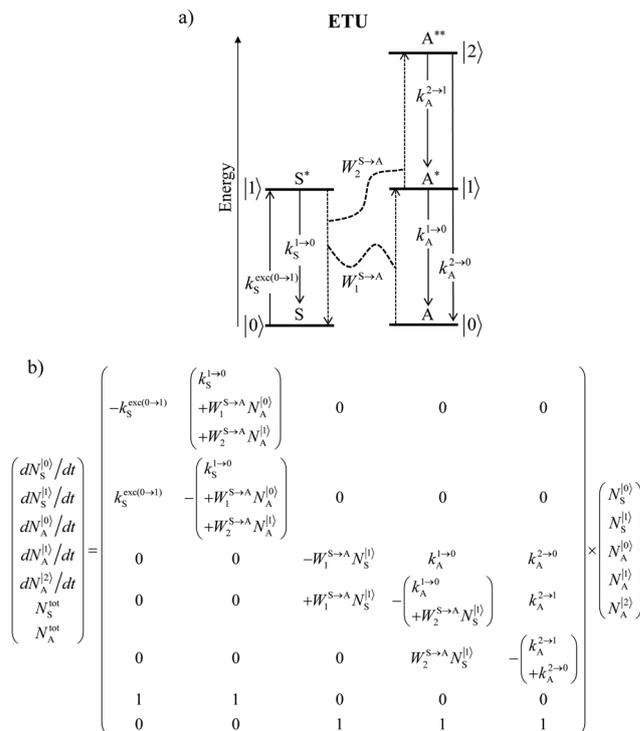 a)
ETU
Energy
A**
|2⟩
k_A^{2→1}
W_2^{S→A}
|1⟩
S*
A*
|1⟩
k_S^{1→0}
k_A^{1→0}
k_A^{2→0}
k_S^{exc(0→1)}
W_1^{S→A}
|0⟩
S
A
|0⟩
b)
dN_S^{|0⟩}/dt
dN_S^{|1⟩}/dt
dN_A^{|0⟩}/dt
dN_A^{|1⟩}/dt
dN_A^{|2⟩}/dt
N_S^{tot}
N_A^{tot}
=
−k_S^{exc(0→1)} (k_S^{1→0} +W_1^{S→A} N_A^{|0⟩} +W_2^{S→A} N_A^{|1⟩}) 0 0 0
k_S^{exc(0→1)} −(k_S^{1→0} +W_1^{S→A} N_A^{|0⟩} +W_2^{S→A} N_A^{|1⟩}) 0 0 0
0 0 −W_1^{S→A} N_S^{|1⟩} k_A^{1→0} k_A^{2→0}
0 0 +W_1^{S→A} N_S^{|1⟩} −(k_A^{1→0} +W_2^{S→A} N_S^{|1⟩}) k_A^{2→1}
0 0 0 W_2^{S→A} N_S^{|1⟩} −(k_A^{2→1} +k_A^{2→0})
1 1 0 0 0
0 0 1 1 1
×
N_S^{|0⟩}
N_S^{|1⟩}
N_A^{|0⟩}
N_A^{|1⟩}
N_A^{|2⟩}